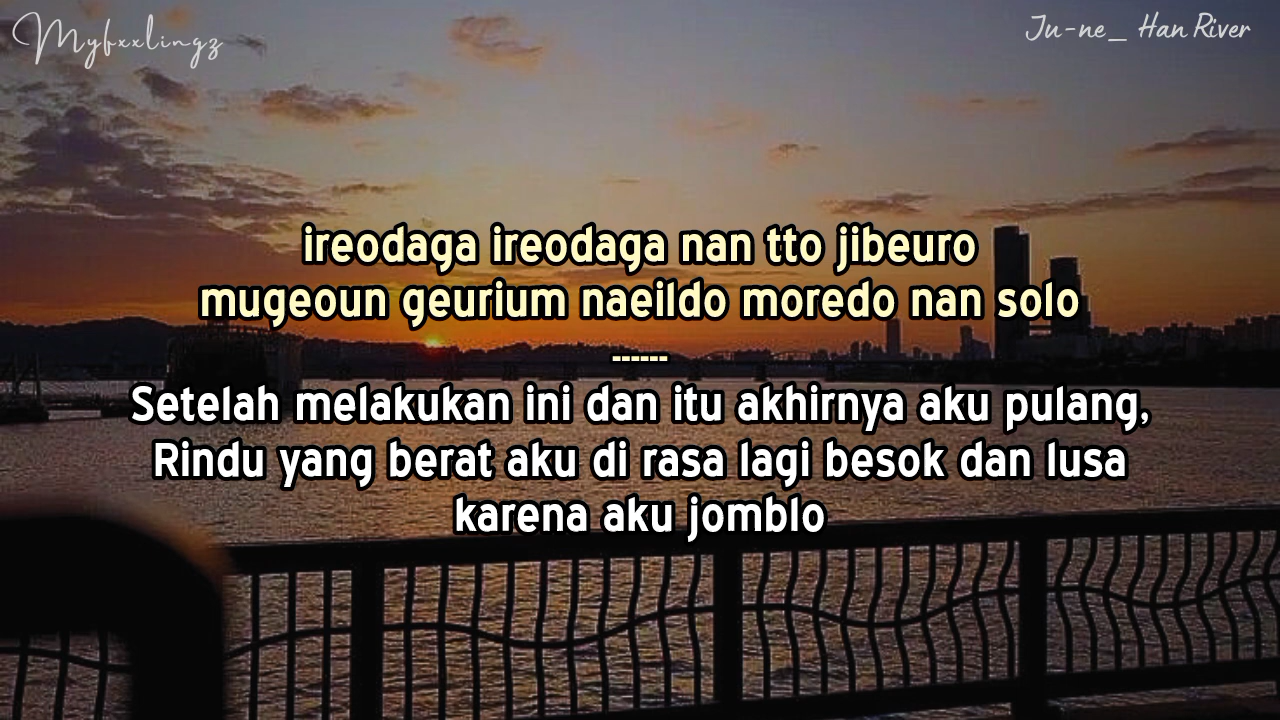 Myfxxlingz
Ju-ne_ Han River
ireodaga ireodaga nan tto jibeuro
mugeoun geurium naeildo moredo nan solo
------
Setelah melakukan ini dan itu akhirnya aku pulang,
Rindu yang berat aku di rasa lagi besok dan lusa
karena aku jomblo